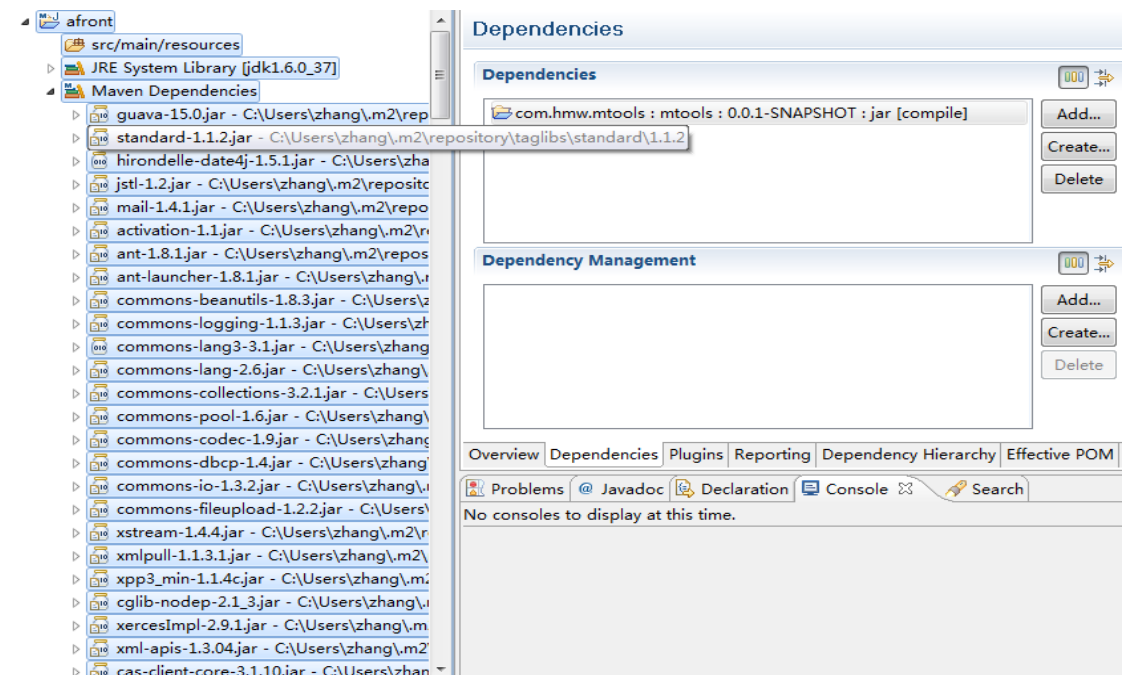 afront
src/main/resources
JRE System Library [jdk1.6.0_37]
Maven Dependencies
guava-15.0.jar - C:\Users\zhang\.m2\rep
standard-1.1.2.jar - C:\Users\zhang\.m2\repository\taglibs\standard\1.1.2
hirondelle-date4j-1.5.1.jar - C:\Users\zha
jstl-1.2.jar - C:\Users\zhang\.m2\reposito
mail-1.4.1.jar - C:\Users\zhang\.m2\repo
activation-1.1.jar - C:\Users\zhang\.m2\r
ant-1.8.1.jar - C:\Users\zhang\.m2\repos
ant-launcher-1.8.1.jar - C:\Users\zhang\.
commons-beanutils-1.8.3.jar - C:\Users\z
commons-logging-1.1.3.jar - C:\Users\zh
commons-lang3-3.1.jar - C:\Users\zhang
commons-lang-2.6.jar - C:\Users\zhang\
commons-collections-3.2.1.jar - C:\Users
commons-pool-1.6.jar - C:\Users\zhang\
commons-codec-1.9.jar - C:\Users\zhang
commons-dbcp-1.4.jar - C:\Users\zhang\
commons-io-1.3.2.jar - C:\Users\zhang\.
commons-fileupload-1.2.2.jar - C:\Users\
xstream-1.4.4.jar - C:\Users\zhang\.m2\r
xmlpull-1.1.3.1.jar - C:\Users\zhang\.m2\
xpp3_min-1.1.4c.jar - C:\Users\zhang\.m2
cglib-nodep-2.1_3.jar - C:\Users\zhang\.
xercesImpl-2.9.1.jar - C:\Users\zhang\.m
xml-apis-1.3.04.jar - C:\Users\zhang\.m2\
cas-client-core-3.1.10.jar - C:\Users\zhan
Dependencies
Dependencies
com.hmw.mtools : mtools : 0.0.1-SNAPSHOT : jar [compile]
Add...
Create...
Delete
Dependency Management
Add...
Create...
Delete
Overview Dependencies Plugins Reporting Dependency Hierarchy Effective POM
Problems @ Javadoc Declaration Console Search
No consoles to display at this time.